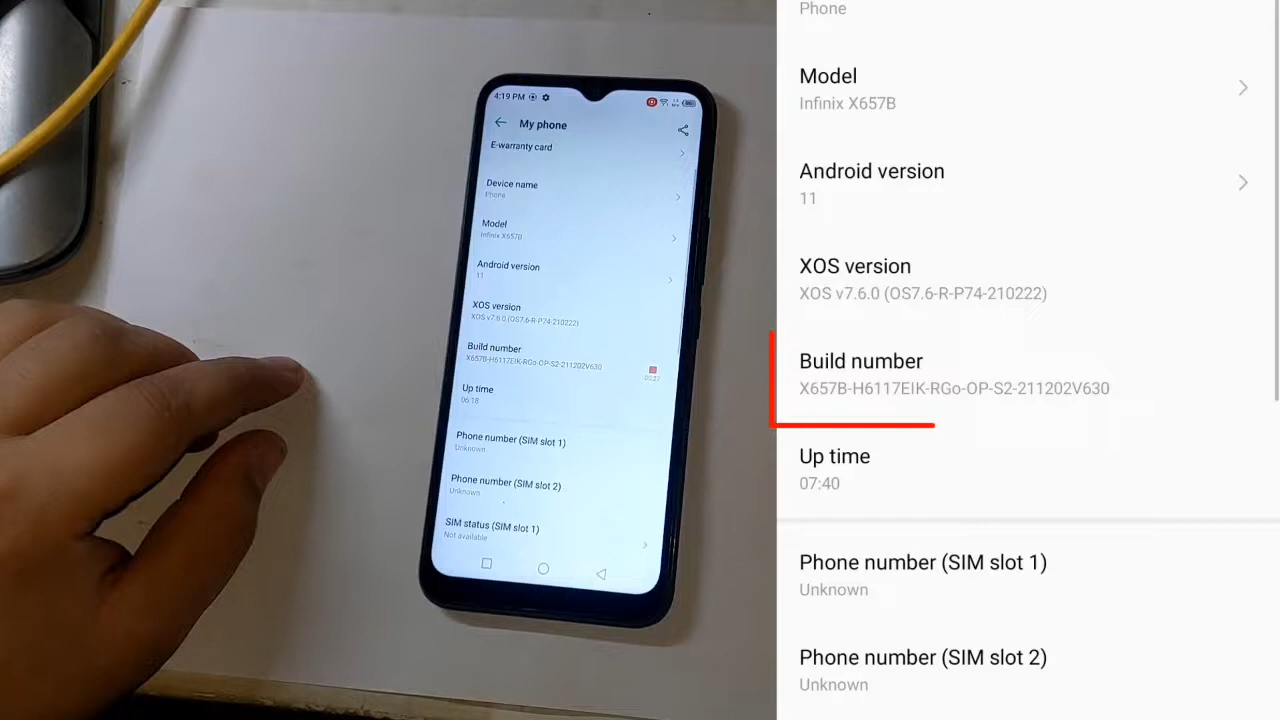 4:19 PM
My phone
E-warranty card
Device name
Phone
Model
Infinix X657B
Android version
11
XOS version
XOS v7.6.0 (OS7.6-R-P74-210222)
Build number
X657B-H6117EIK-RGo-OP-S2-211202V630
00:27
Up time
06:18
Phone number (SIM slot 1)
Unknown
Phone number (SIM slot 2)
Unknown
SIM status (SIM slot 1)
Not available
Phone
Model
Infinix X657B
Android version
11
XOS version
XOS v7.6.0 (OS7.6-R-P74-210222)
Build number
X657B-H6117EIK-RGo-OP-S2-211202V630
Up time
07:40
Phone number (SIM slot 1)
Unknown
Phone number (SIM slot 2)
Unknown